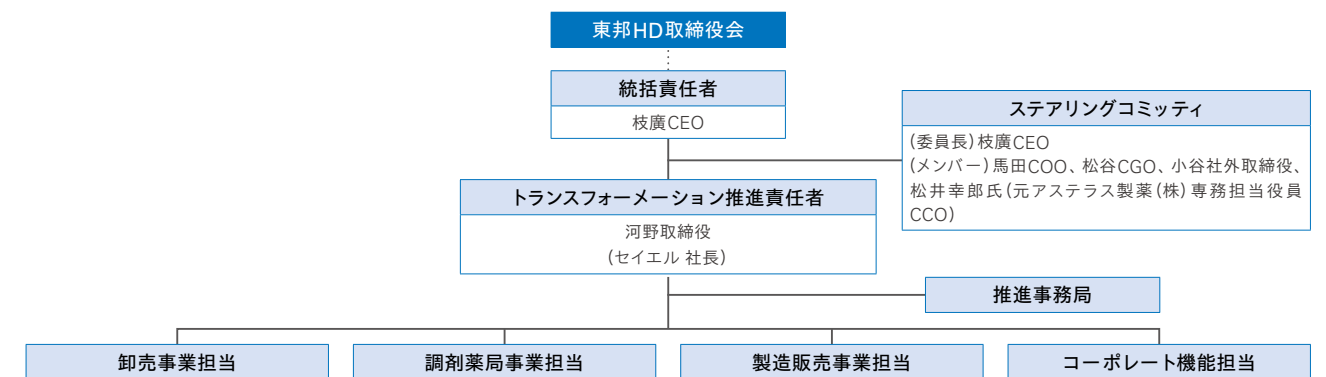 東邦HD取締役会
統括責任者
枝廣CEO
ステアリングコミッティ
(委員長)枝廣CEO
(メンバー)馬田COO、松谷CGO、小谷社外取締役、
松井幸郎氏(元アステラス製薬(株)専務担当役員
CCO)
トランスフォーメーション推進責任者
河野取締役
(セイエル 社長)
推進事務局
卸売事業担当
調剤薬局事業担当
製造販売事業担当
コーポレート機能担当